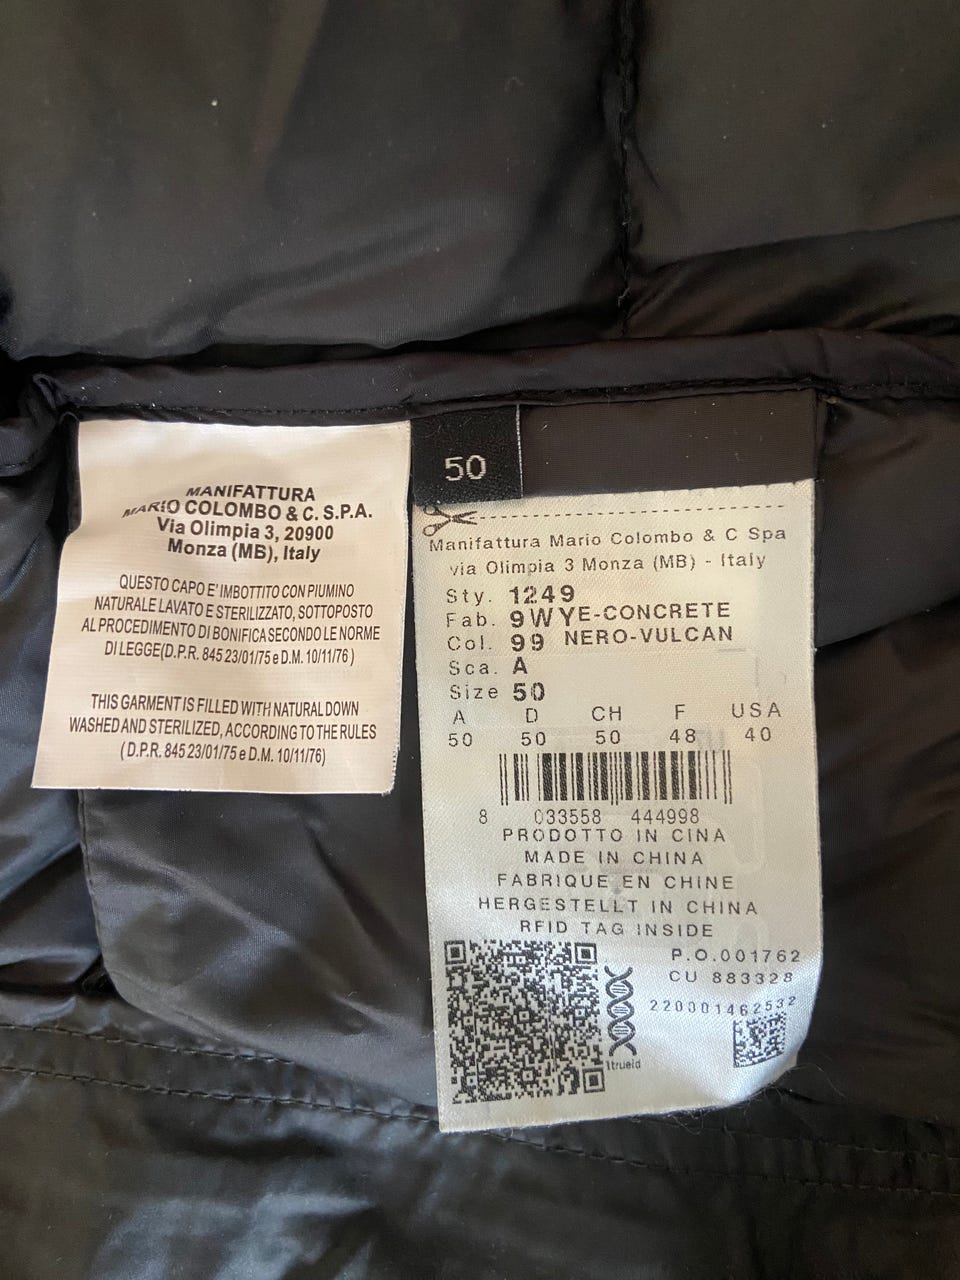 MANIFATTURA
MARIO COLOMBO & C. S.P.A.
Via Olimpia 3, 20900
Monza (MB), Italy
QUESTO CAPO E' IMBOTTITO CON PIUMINO
NATURALE LAVATO E STERILIZZATO, SOTTOPOSTO
AL PROCEDIMENTO DI BONIFICA SECONDO LE NORME
DI LEGGE(D.P.R. 845 23/01/75 e D.M. 10/11/76 )
THIS GARMENT IS FILLED WITH NATURAL DOWN
WASHED AND STERILIZED, ACCORDING TO THE RULES
( D.P.R. 845 23/01/75 e D.M. 10/11/76)
50
Manifattura Mario Colombo & C Spa
via Olimpia 3 Monza (MB) - Italy
Sty. 1249
Fab. 9WYE-CONCRETE
Col. 99 NERO-VULCAN
Sca. A
Size 50
A D CH F USA
50 50 50 48 40
8 033558 444998
PRODOTTO IN CINA
MADE IN CHINA
FABRIQUE EN CHINE
HERGESTELLT IN CHINA
RFID TAG INSIDE
P.O.001762
CU 883328
220001462532
1trueid